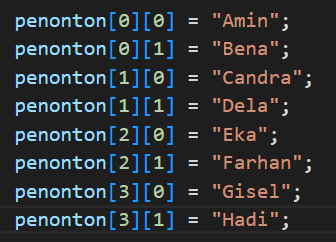 penonton[0][0] = "Amin";
penonton[0][1] = "Bena";
penonton[1][0] = "Candra";
penonton[1][1] = "Dela";
penonton[2][0] = "Eka";
penonton[2][1] = "Farhan";
penonton[3][0] = "Gisel";
penonton[3][1] = "Hadi";